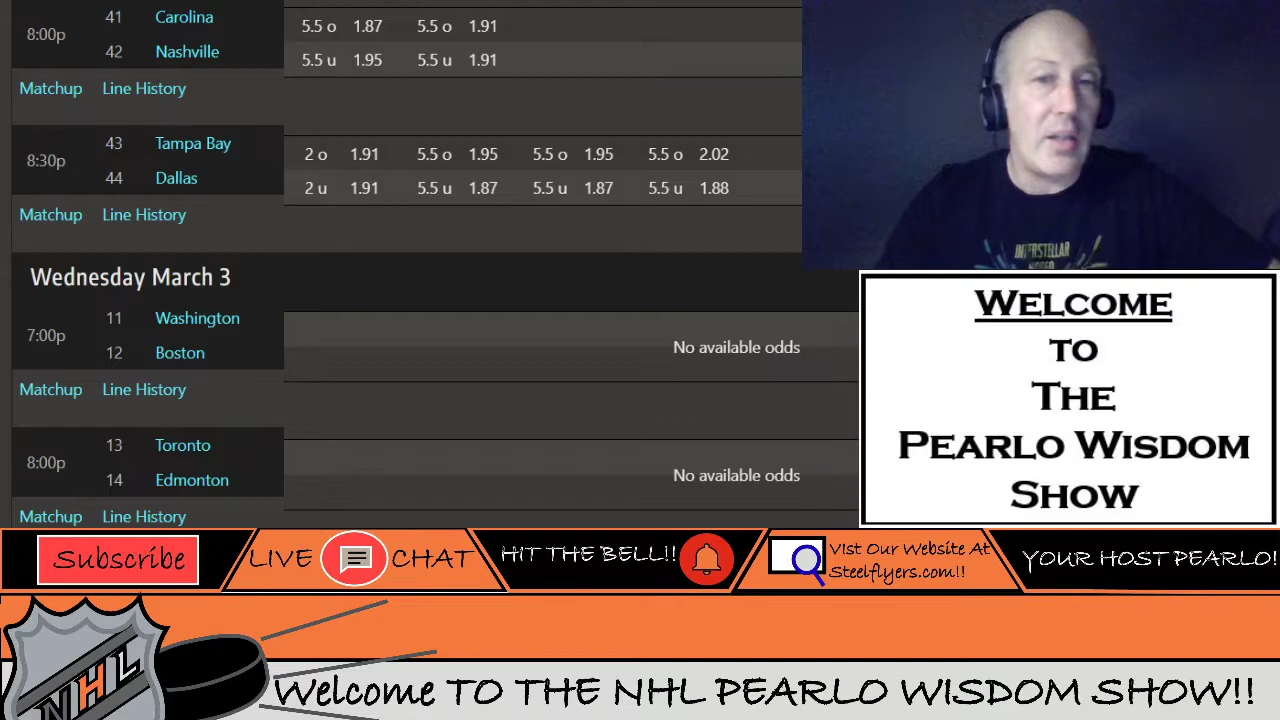 41 Carolina 5.5 o 1.87 5.5 o 1.91
8:00p
42 Nashville 5.5 u 1.95 5.5 u 1.91
Matchup Line History
43 Tampa Bay 2 o 1.91 5.5 o 1.95 5.5 o 1.95 5.5 o 2.02
8:30p
44 Dallas 2 u 1.91 5.5 u 1.87 5.5 u 1.87 5.5 u 1.88
Matchup Line History
Wednesday March 3
11 Washington
7:00p No available odds
12 Boston
Matchup Line History
13 Toronto
8:00p No available odds
14 Edmonton
Matchup Line History
INTERSTELLAR
WELCOME
TO
THE
PEARLO WISDOM
SHOW
Subscribe
LIVE CHAT
HIT THE BELL!!
VIst Our Website At
Steelflyers.com!!
YOUR HOST PEARLO!
NHL
Welcome TO THE NHL PEARLO WISDOM SHOW!!